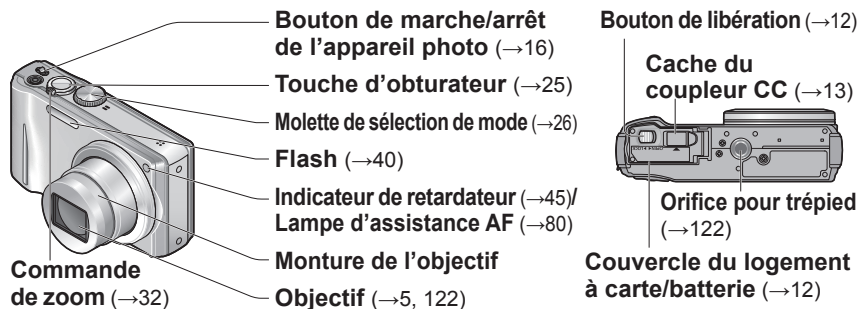 Bouton de marche/arrêt
de l'appareil photo (→16)
Touche d'obturateur (→25)
Molette de sélection de mode (→26)
Flash (→40)
Indicateur de retardateur (→45)/
Lampe d'assistance AF (→80)
Monture de l'objectif
Objectif (→5, 122)
Commande
de zoom (→32)
Bouton de libération (→12)
Cache du
coupleur CC (→13)
Orifice pour trépied
(→122)
Couvercle du logement
à carte/batterie (→12)